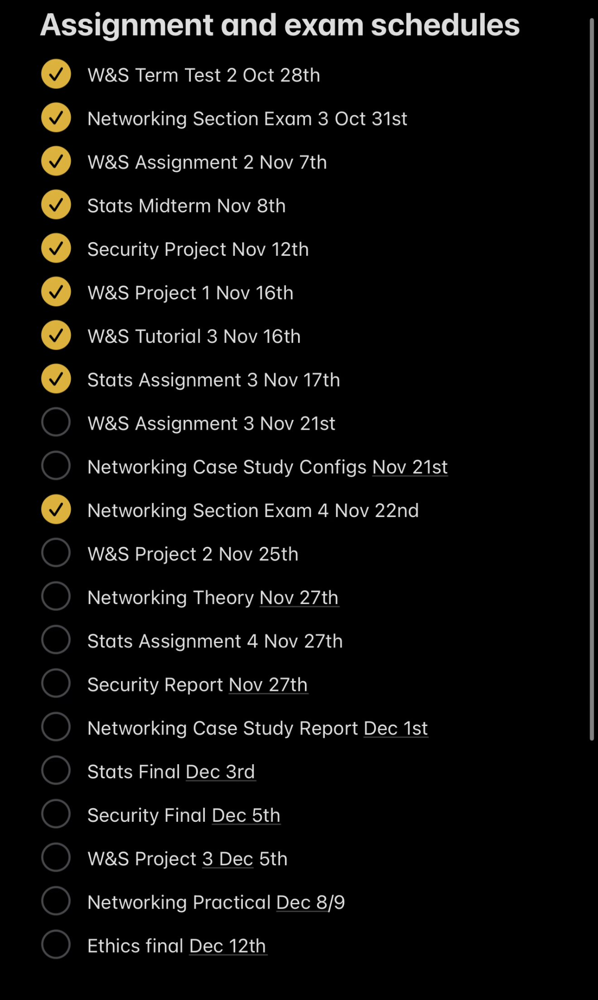 Assignment and exam schedules
W&S Term Test 2 Oct 28th
Networking Section Exam 3 Oct 31st
W&S Assignment 2 Nov 7th
Stats Midterm Nov 8th
Security Project Nov 12th
W&S Project 1 Nov 16th
W&S Tutorial 3 Nov 16th
Stats Assignment 3 Nov 17th
W&S Assignment 3 Nov 21st
Networking Case Study Configs Nov 21st
Networking Section Exam 4 Nov 22nd
W&S Project 2 Nov 25th
Networking Theory Nov 27th
Stats Assignment 4 Nov 27th
Security Report Nov 27th
Networking Case Study Report Dec 1st
Stats Final Dec 3rd
Security Final Dec 5th
W&S Project 3 Dec 5th
Networking Practical Dec 8/9
Ethics final Dec 12th